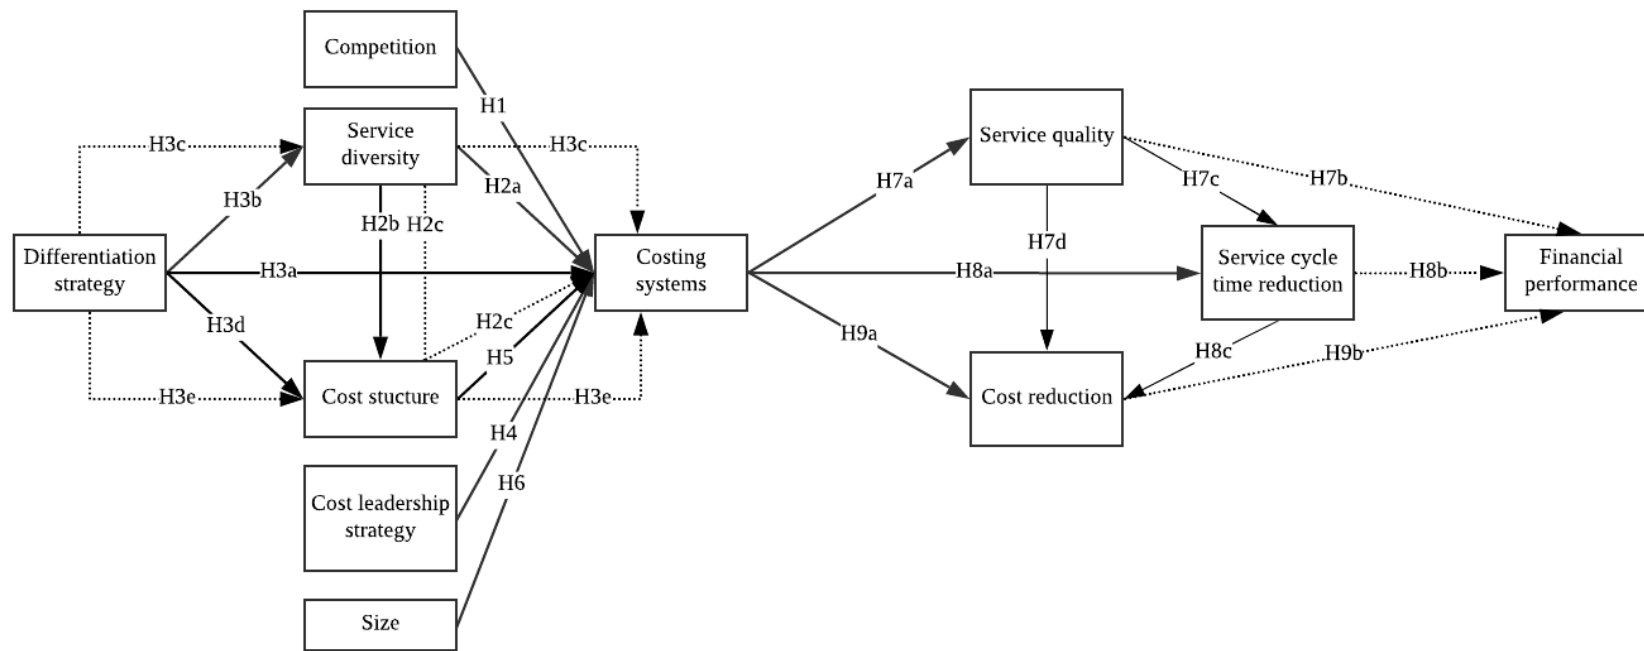 Competition
H1
Service
diversity
H3c
H3c
H2a
H3b
H2b
H2c
Differentiation
strategy
H3a
Costing
systems
H3d
H2c
H5
Cost stucture
H3e
H3e
H4
Cost leadership
strategy
H6
Size
Service quality
H7a
H7c
H7b
H7d
H8a
Service cycle
time reduction
H8b
Financial
performance
H9a
H8c
H9b
Cost reduction